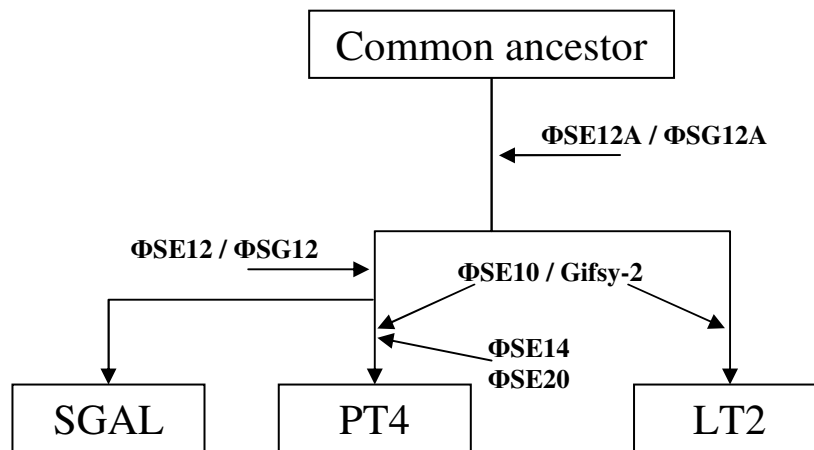 Common ancestor
ΦSE12A / ΦSG12A
ΦSE12 / ΦSG12
ΦSE10 / Gifsy-2
ΦSE14
ΦSE20
SGAL
PT4
LT2